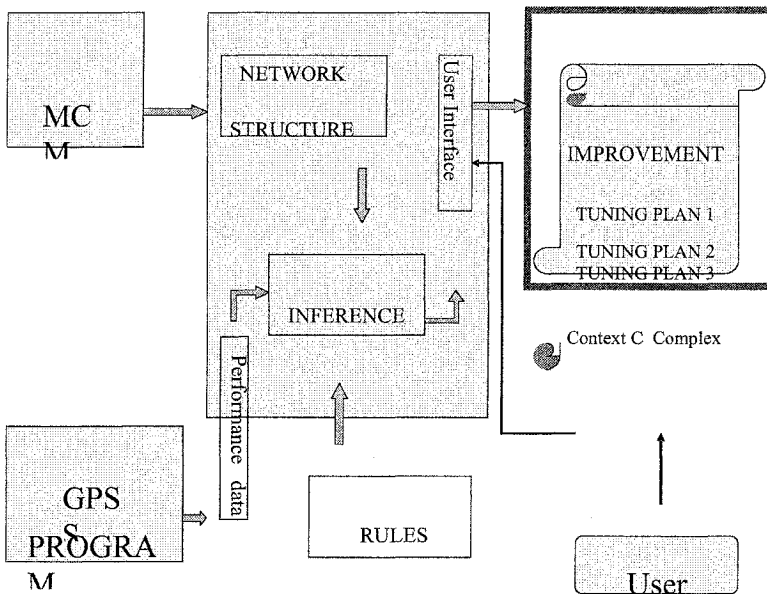 MC
M
NETWORK
STRUCTURE
User Interface
IMPROVEMENT
TUNING PLAN 1
TUNING PLAN 2
TUNING PLAN 3
INFERENCE
Performance data
Context C Complex
GPS
S
PROGRA
M
RULES
User